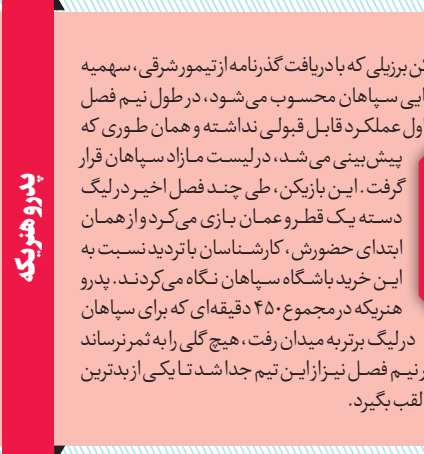 پدرو هنریکه
برزیلی که با دریافت گذرنامه از تیمور شرقی، سهمیه
سپاهان محسوب می‌شود، در طول نیم فصل
عملکرد قابل قبولی نداشته و همان طوری که
پیش‌بینی می‌شد، در لیست مازاد سپاهان قرار
گرفت. این بازیکن، طی چند فصل اخیر در لیگ
دسته یک قطر و عمان بازی می‌کرد و از همان
ابتدای حضورش، کارشناسان با تردید نسبت به
این خرید باشگاه سپاهان نگاه می‌کردند. پدرو
هنریکه در مجموع ۴۵۰ دقیقه‌ای که برای سپاهان
در لیگ برتر به میدان رفت، هیچ گلی را به ثمر نرساند
نیم فصل نیز از این تیم جدا شد تا یکی از بدترین
لقب بگیرد.